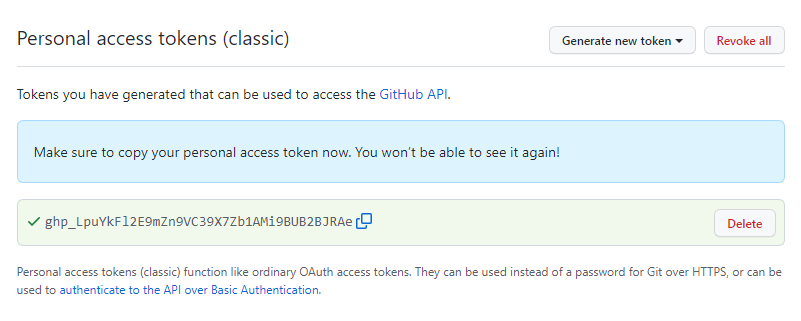 Personal access tokens (classic)
Generate new token
Revoke all
Tokens you have generated that can be used to access the GitHub API.
Make sure to copy your personal access token now. You won't be able to see it again!
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
Delete
Personal access tokens (classic) function like ordinary OAuth access tokens. They can be used instead of a password for Git over HTTPS, or can be
used to authenticate to the API over Basic Authentication.